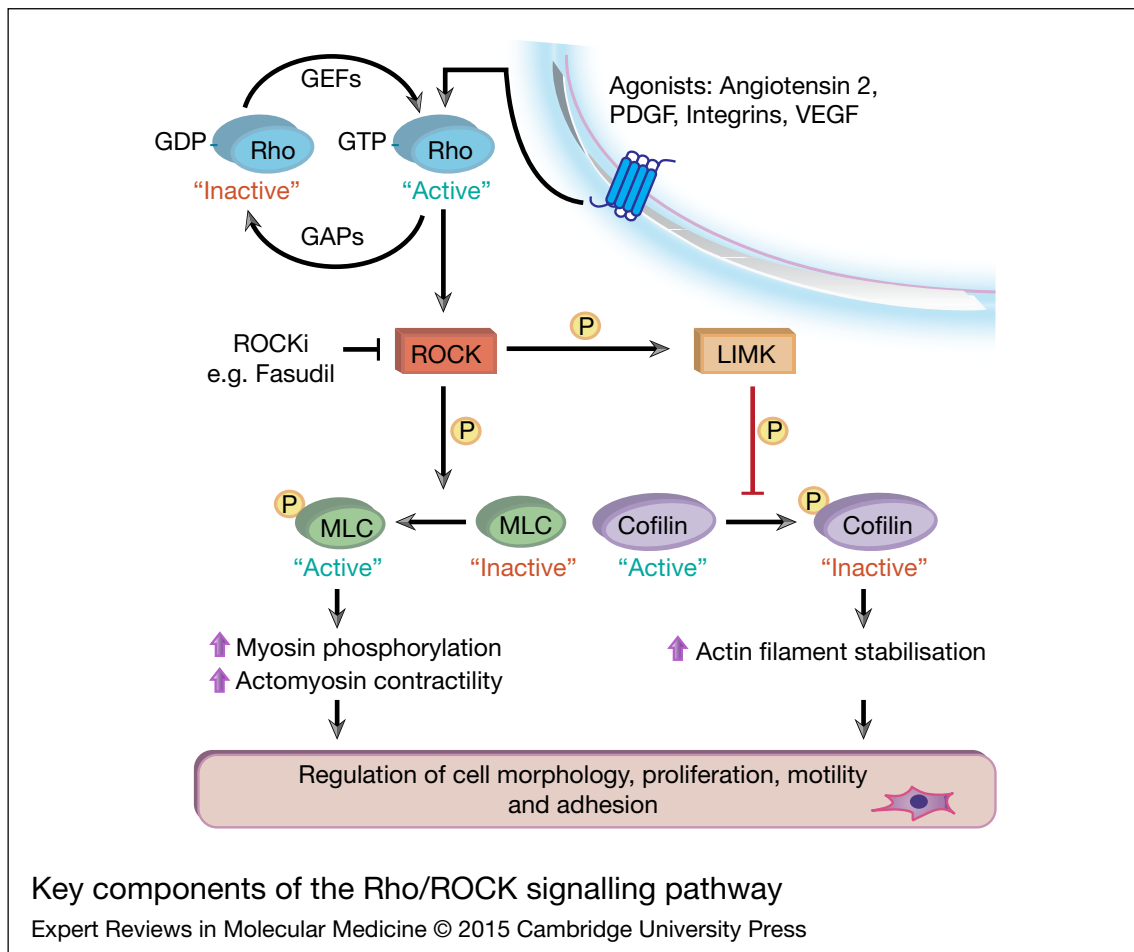 GEFs
Agonists: Angiotensin 2,
PDGF, Integrins, VEGF
GDP
Rho
GTP
Rho
“Inactive”
“Active”
GAPs
P
ROCKi
e.g. Fasudil
ROCK
LIMK
P
P
P
MLC
MLC
Cofilin
P
Cofilin
“Active”
“Inactive”
“Active”
“Inactive”
Myosin phosphorylation
Actomyosin contractility
Actin filament stabilisation
Regulation of cell morphology, proliferation, motility
and adhesion
Key components of the Rho/ROCK signalling pathway
Expert Reviews in Molecular Medicine © 2015 Cambridge University Press